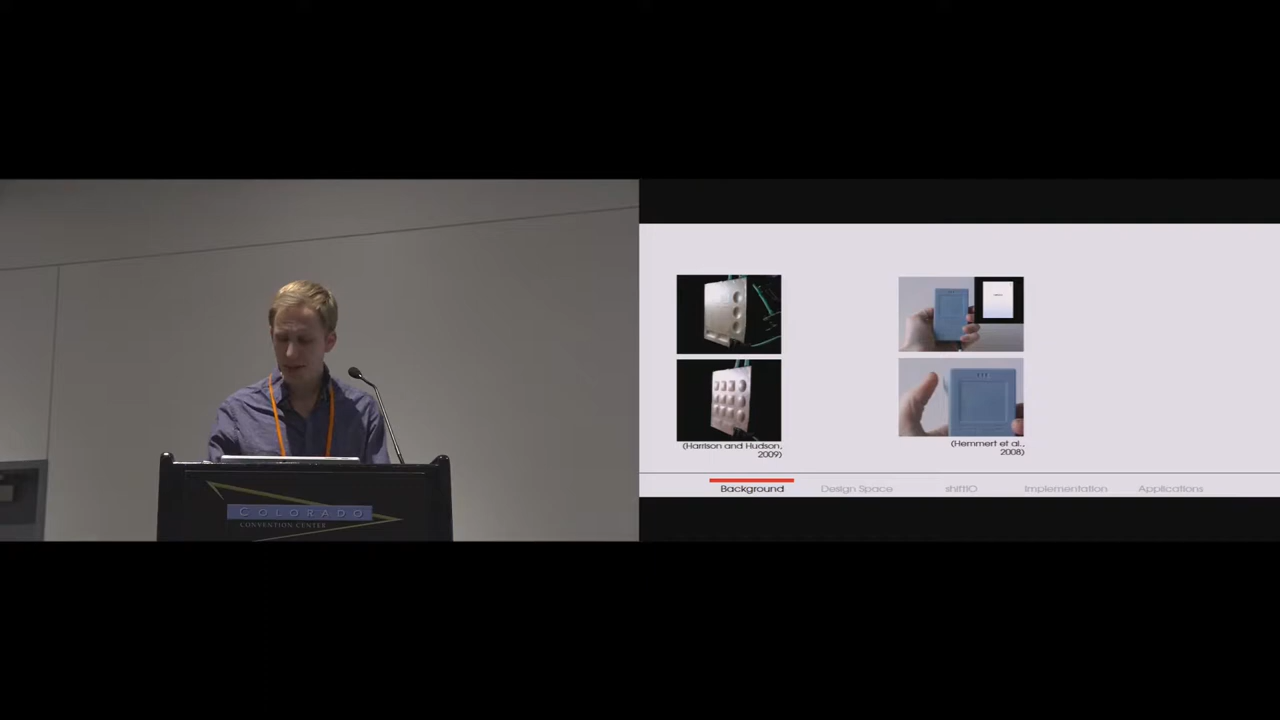 COLORADO
CONVENTION CENTER
(Harrison and Hudson,
2009)
(Hemmert et al.,
2008)
Background
Design Space
shiftIO
Implementation
Applications